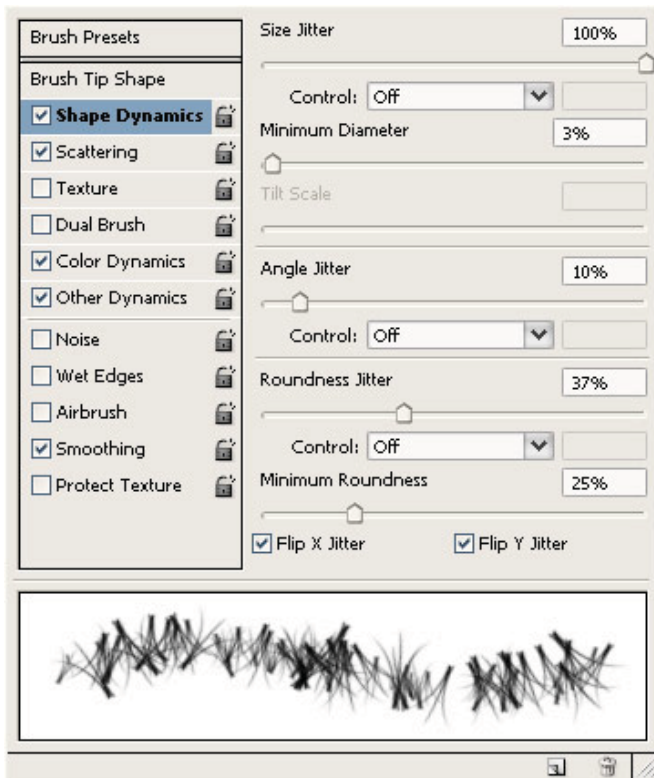 Brush Presets
Brush Tip Shape
Shape Dynamics
Scattering
Texture
Dual Brush
Color Dynamics
Other Dynamics
Noise
Wet Edges
Airbrush
Smoothing
Protect Texture
Size Jitter 100%
Control: Off
Minimum Diameter 3%
Tilt Scale
Angle Jitter 10%
Control: Off
Roundness Jitter 37%
Control: Off
Minimum Roundness 25%
Flip X Jitter Flip Y Jitter